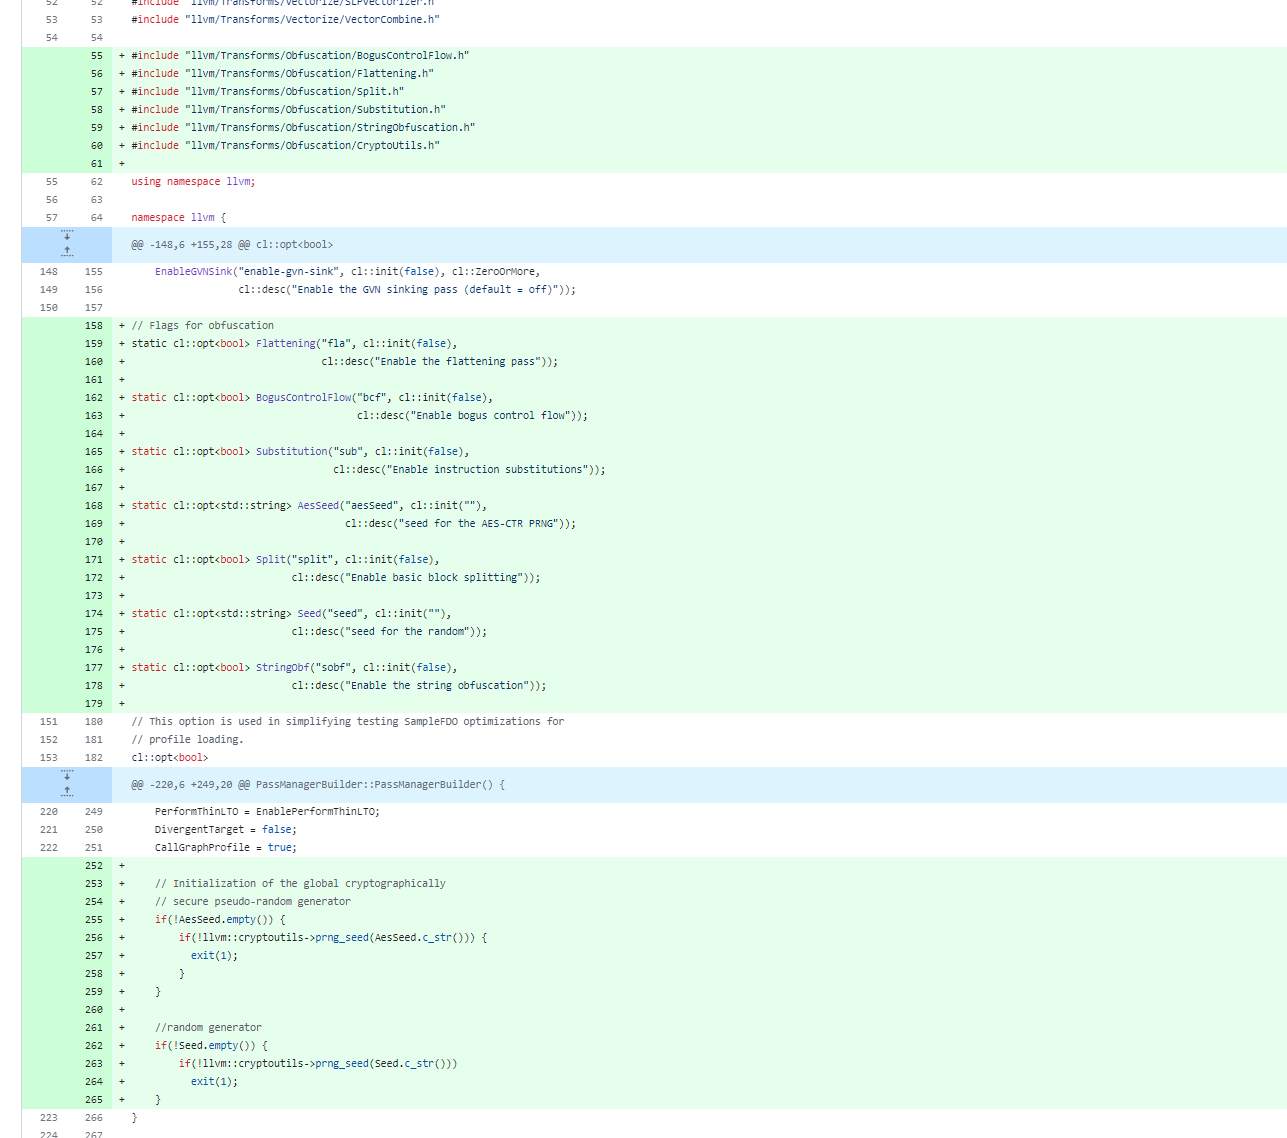 52 52 #include "llvm/Transforms/Vectorize/SLPVectorizer.h"
53 53 #include "llvm/Transforms/Vectorize/VectorCombine.h"
54 54
55 + #include "llvm/Transforms/Obfuscation/BogusControlFlow.h"
56 + #include "llvm/Transforms/Obfuscation/Flattening.h"
57 + #include "llvm/Transforms/Obfuscation/Split.h"
58 + #include "llvm/Transforms/Obfuscation/Substitution.h"
59 + #include "llvm/Transforms/Obfuscation/StringObfuscation.h"
60 + #include "llvm/Transforms/Obfuscation/CryptoUtils.h"
61 +
55 62 using namespace llvm;
56 63
57 64 namespace llvm {
@@ -148,6 +155,28 @@ cl::opt<bool>
148 155 EnableGVNSink("enable-gvn-sink", cl::init(false), cl::ZeroOrMore,
149 156 cl::desc("Enable the GVN sinking pass (default = off)"));
150 157
158 + // Flags for obfuscation
159 + static cl::opt<bool> Flattening("fla", cl::init(false),
160 + cl::desc("Enable the flattening pass"));
161 +
162 + static cl::opt<bool> BogusControlFlow("bcf", cl::init(false),
163 + cl::desc("Enable bogus control flow"));
164 +
165 + static cl::opt<bool> Substitution("sub", cl::init(false),
166 + cl::desc("Enable instruction substitutions"));
167 +
168 + static cl::opt<std::string> AesSeed("aesSeed", cl::init(""),
169 + cl::desc("seed for the AES-CTR PRNG"));
170 +
171 + static cl::opt<bool> Split("split", cl::init(false),
172 + cl::desc("Enable basic block splitting"));
173 +
174 + static cl::opt<std::string> Seed("seed", cl::init(""),
175 + cl::desc("seed for the random"));
176 +
177 + static cl::opt<bool> StringObf("sobf", cl::init(false),
178 + cl::desc("Enable the string obfuscation"));
179 +
151 180 // This option is used in simplifying testing SampleFDO optimizations for
152 181 // profile loading.
153 182 cl::opt<bool>
@@ -220,6 +249,20 @@ PassManagerBuilder::PassManagerBuilder() {
220 249 PerformThinLTO = EnablePerformThinLTO;
221 250 DivergentTarget = false;
222 251 CallGraphProfile = true;
252 +
253 + // Initialization of the global cryptographically
254 + // secure pseudo-random generator
255 + if(!AesSeed.empty()) {
256 + if(!llvm::cryptoutils->prng_seed(AesSeed.c_str())) {
257 + exit(1);
258 + }
259 + }
260 +
261 + //random generator
262 + if(!Seed.empty()) {
263 + if(!llvm::cryptoutils->prng_seed(Seed.c_str()))
264 + exit(1);
265 + }
223 266 }
224 267